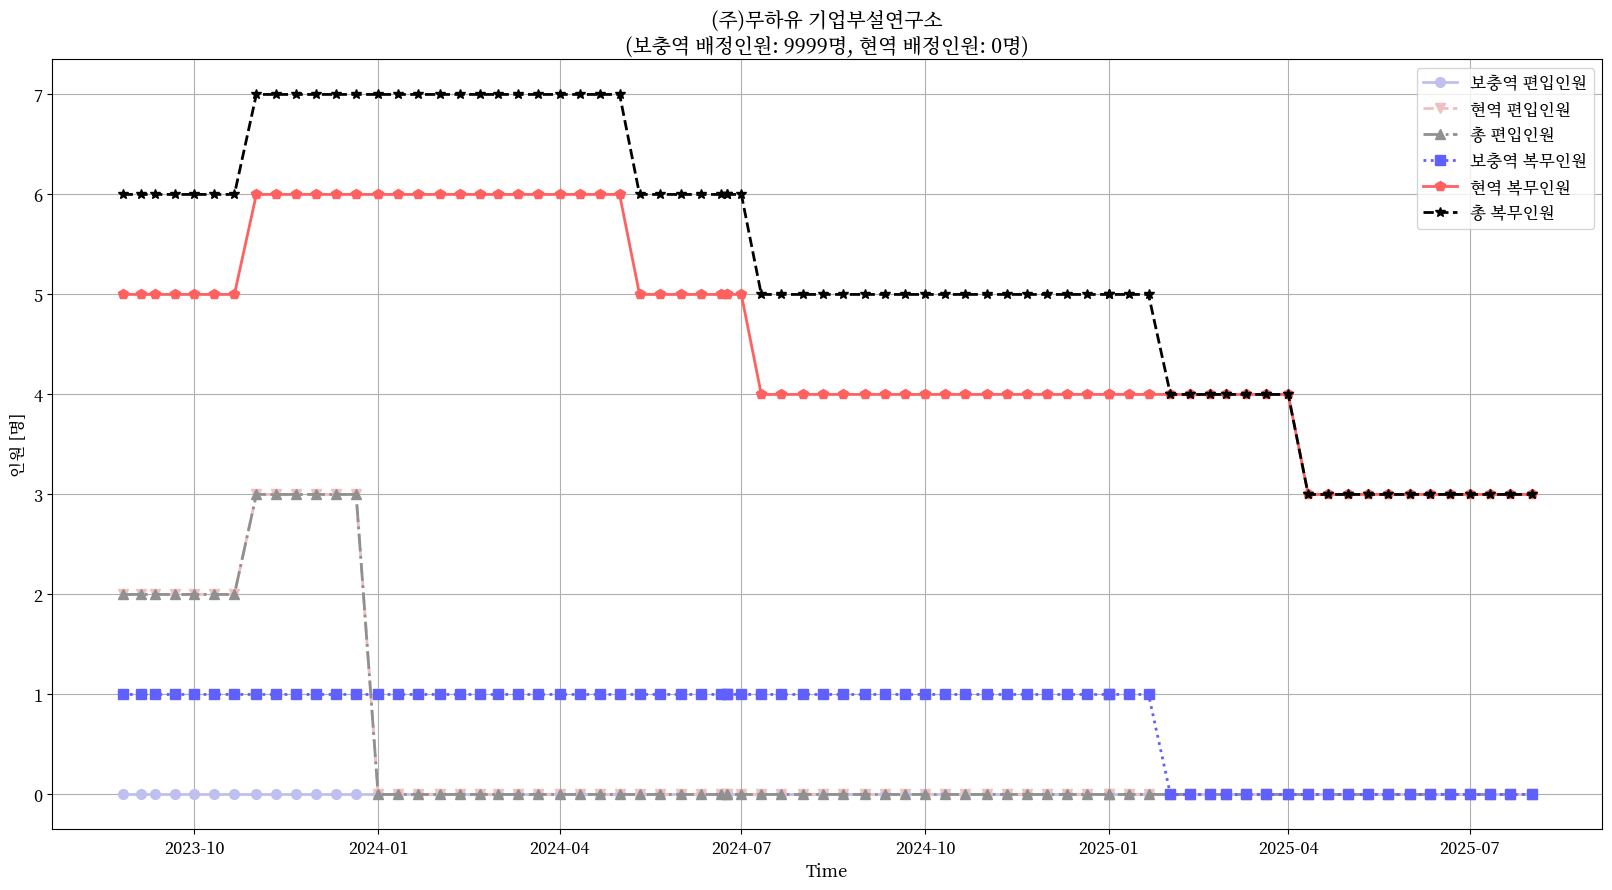 (주)무하유 기업부설연구소
(보충역 배정인원: 9999명, 현역 배정인원: 0명)
보충역 편입인원
현역 편입인원
총 편입인원
보충역 복무인원
현역 복무인원
총 복무인원
인원 [명]
7
6
5
4
3
2
1
0
2023-10
2024-01
2024-04
2024-07
2024-10
2025-01
2025-04
2025-07
Time